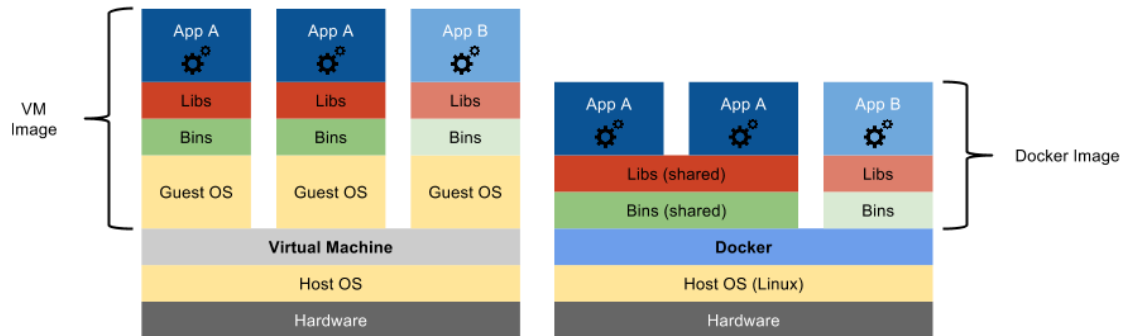 VM
Image
App A
App A
App B
Libs
Libs
Libs
Bins
Bins
Bins
Guest OS
Guest OS
Guest OS
Virtual Machine
Host OS
Hardware
App A
App A
App B
Libs (shared)
Libs
Bins (shared)
Bins
Docker
Host OS (Linux)
Hardware
Docker Image